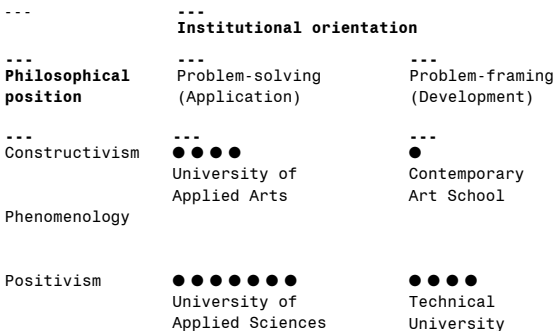 --- ---
Institutional orientation
--- --- ---
Philosophical Problem-solving Problem-framing
position (Application) (Development)
--- --- ---
Constructivism ●●●● ●
University of Contemporary
Applied Arts Art School
Phenomenology
Positivism ●●●●●●● ●●●●
University of Technical
Applied Sciences University